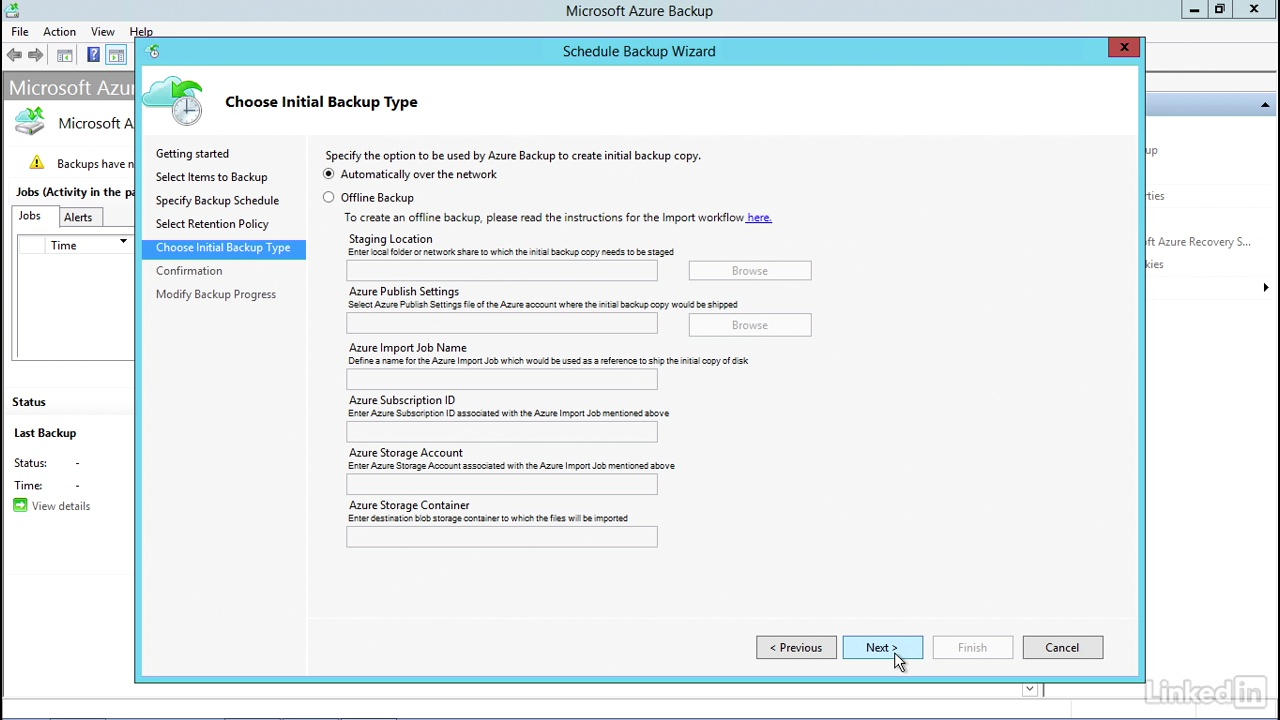 Microsoft Azure Backup
File Action View Help
Schedule Backup Wizard
Microsoft Azu
Choose Initial Backup Type
Microsoft A
Backups have n
Jobs (Activity in the pa
Jobs Alerts
Time
Status
Last Backup
Status: -
Time: -
View details
Getting started
Select Items to Backup
Specify Backup Schedule
Select Retention Policy
Choose Initial Backup Type
Confirmation
Modify Backup Progress
Specify the option to be used by Azure Backup to create initial backup copy.
Automatically over the network
Offline Backup
To create an offline backup, please read the instructions for the Import workflow here.
Staging Location
Enter local folder or network share to which the initial backup copy needs to be staged
Browse
Azure Publish Settings
Select Azure Publish Settings file of the Azure account where the initial backup copy would be shipped
Browse
Azure Import Job Name
Define a name for the Azure Import Job which would be used as a reference to ship the initial copy of disk
Azure Subscription ID
Enter Azure Subscription ID associated with the Azure Import Job mentioned above
Azure Storage Account
Enter Azure Storage Account associated with the Azure Import Job mentioned above
Azure Storage Container
Enter destination blob storage container to which the files will be imported
< Previous Next > Finish Cancel
up
rties
ft Azure Recovery S...
kies
Linked in